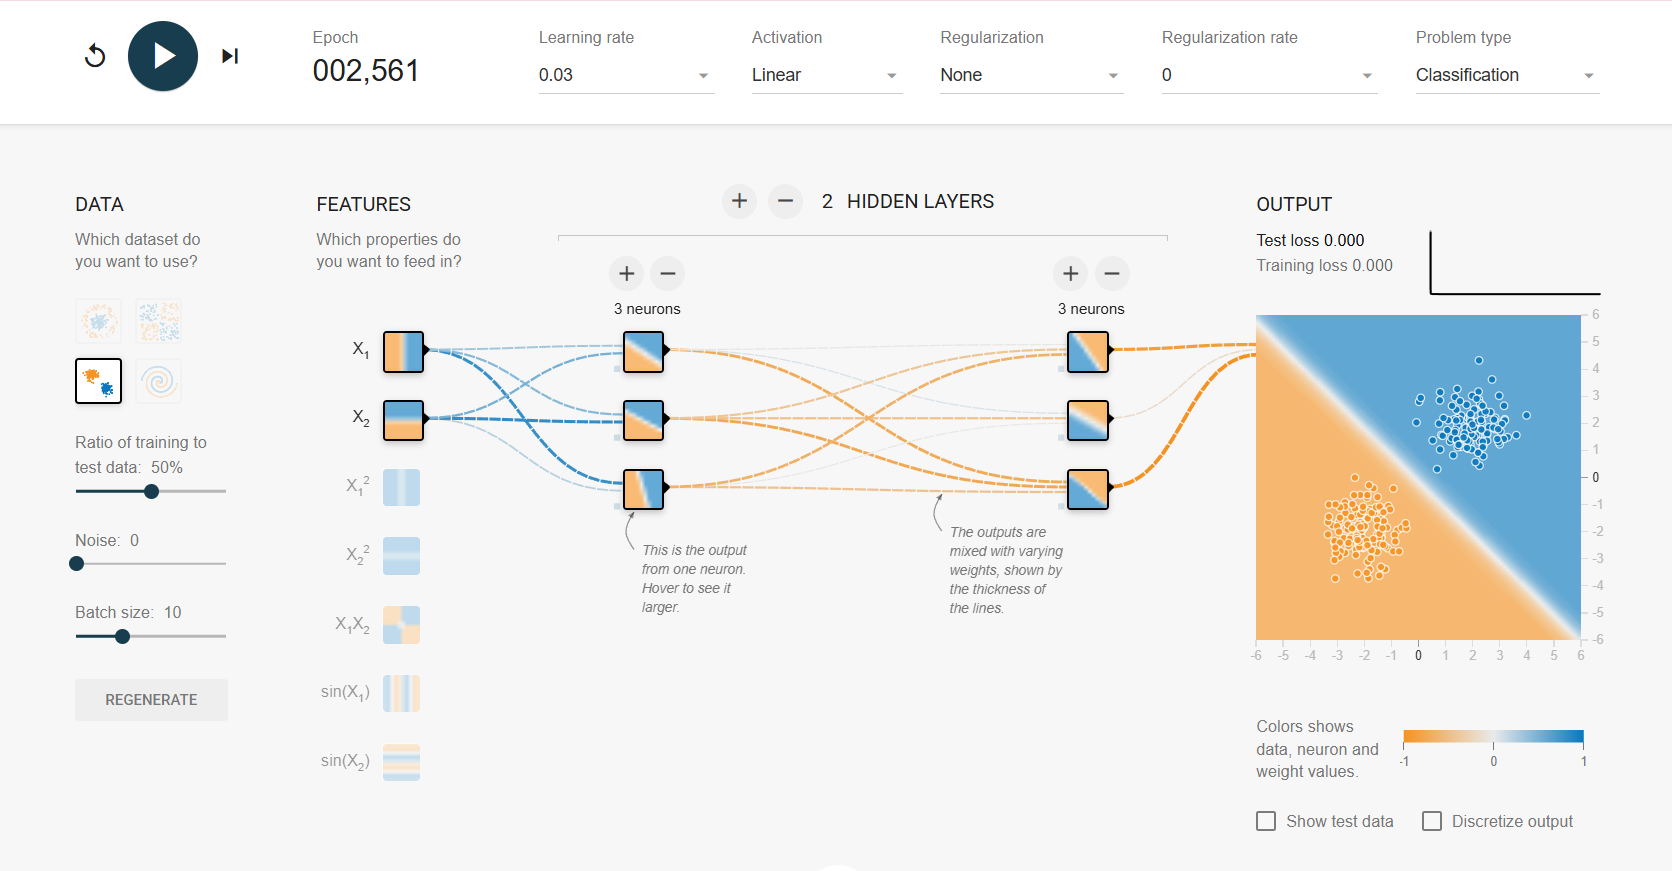 Epoch
002,561
Learning rate
0.03
Activation
Linear
Regularization
None
Regularization rate
0
Problem type
Classification
DATA
Which dataset do
you want to use?
Ratio of training to
test data: 50%
Noise: 0
Batch size: 10
REGENERATE
FEATURES
Which properties do
you want to feed in?
X1
X2
X1²
X2²
X1X2
sin(X1)
sin(X2)
+ − 2 HIDDEN LAYERS
+ −
3 neurons
+ −
3 neurons
This is the output
from one neuron.
Hover to see it
larger.
The outputs are
mixed with varying
weights, shown by
the thickness of
the lines.
OUTPUT
Test loss 0.000
Training loss 0.000
6
5
4
3
2
1
0
-1
-2
-3
-4
-5
-6
-6 -5 -4 -3 -2 -1 0 1 2 3 4 5 6
Colors shows
data, neuron and
weight values.
-1 0 1
Show test data
Discretize output